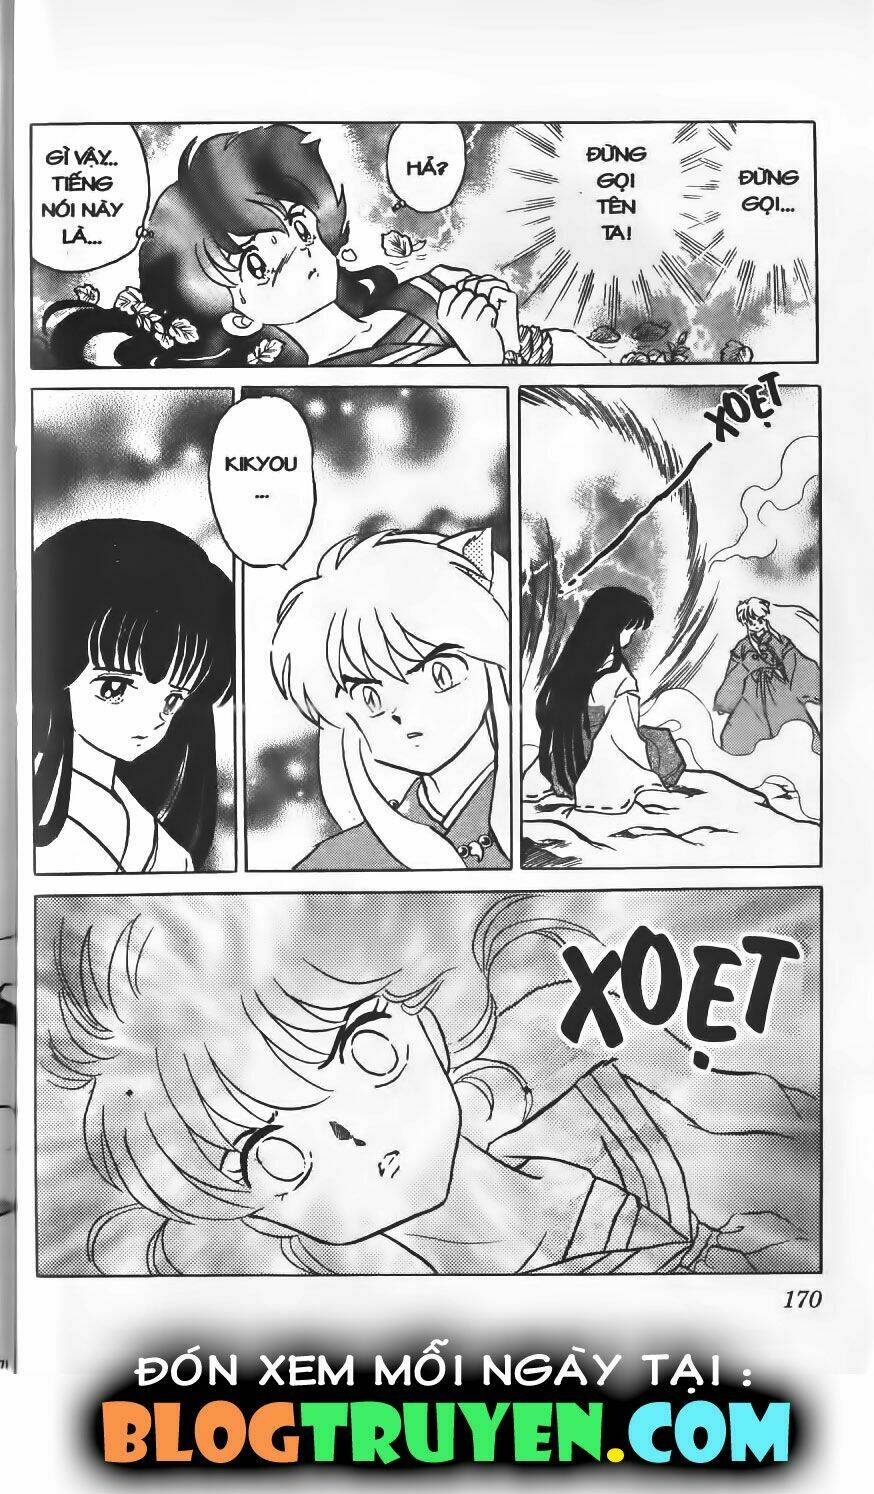 ĐỪNG
GỌI...
ĐỪNG
GỌI
TÊN
TA!
HẢ?
GÌ VẬY...
TIẾNG
NÓI NÀY
LÀ...
XOẸT
KIKYOU
...
XOẸT
170
ĐÓN XEM MỖI NGÀY TẠI :
BLOGTRUYEN.COM